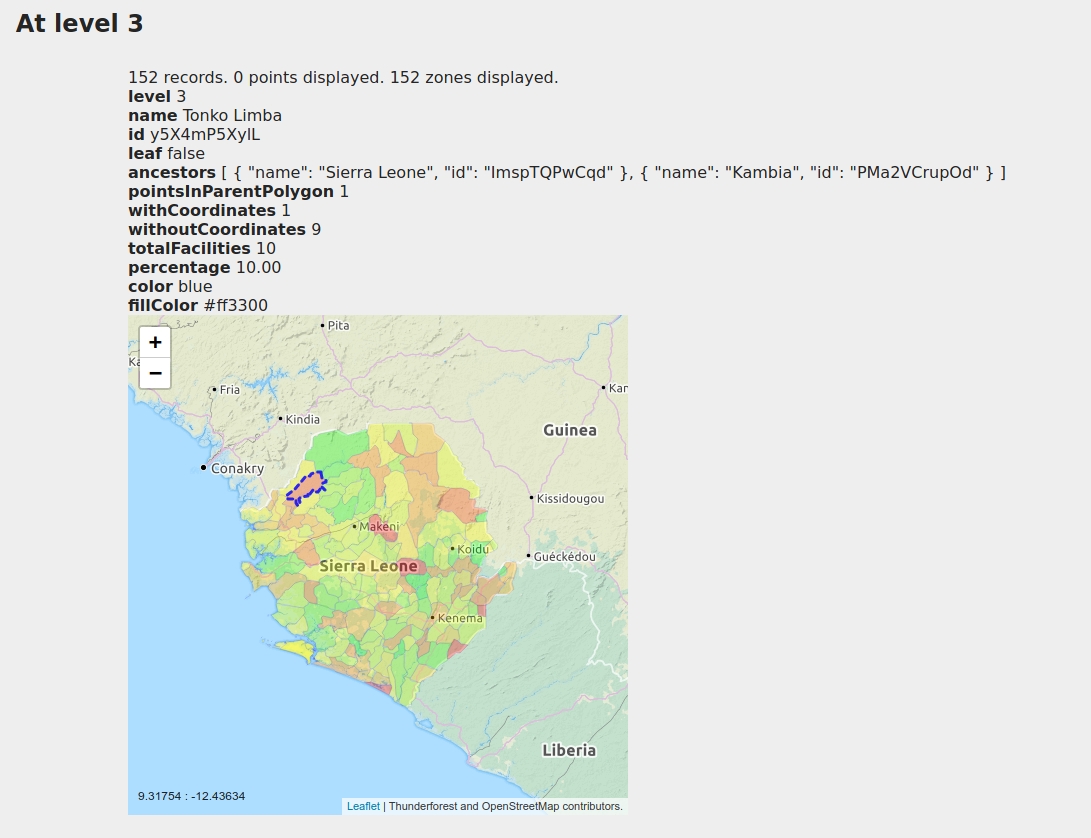 At level 3
152 records. 0 points displayed. 152 zones displayed.
level 3
name Tonko Limba
id y5X4mP5XylL
leaf false
ancestors [ { "name": "Sierra Leone", "id": "ImspTQPwCqd" }, { "name": "Kambia", "id": "PMa2VCrupOd" } ]
pointsInParentPolygon 1
withCoordinates 1
withoutCoordinates 9
totalFacilities 10
percentage 10.00
color blue
fillColor #ff3300
+
−
Pita
Ka
Fria
Kar
Kindia
Guinea
Conakry
Kissidougou
Makeni
Koidu
Guéckédou
Sierra Leone
Kenema
Liberia
9.31754 : -12.43634
Leaflet | Thunderforest and OpenStreetMap contributors.